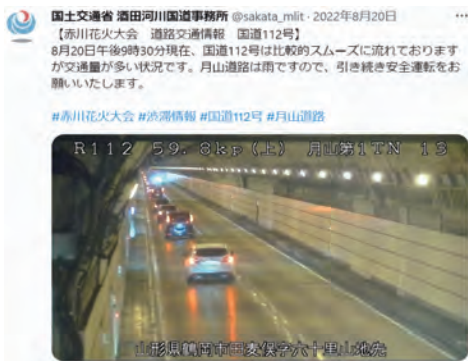 国土交通省 酒田河川国道事務所 @sakata_mlit · 2022年8月20日 ···
【赤川花火大会　道路交通情報　国道112号】
8月20日午後9時30分現在、国道112号は比較的スムーズに流れております
が交通量が多い状況です。月山道路は雨ですので、引き続き安全運転をお
願いいたします。
#赤川花火大会 #渋滞情報 #国道112号 #月山道路
R112 59.8kp(上) 月山第1TN 13
山形県鶴岡市田麦俣字六十里山地先